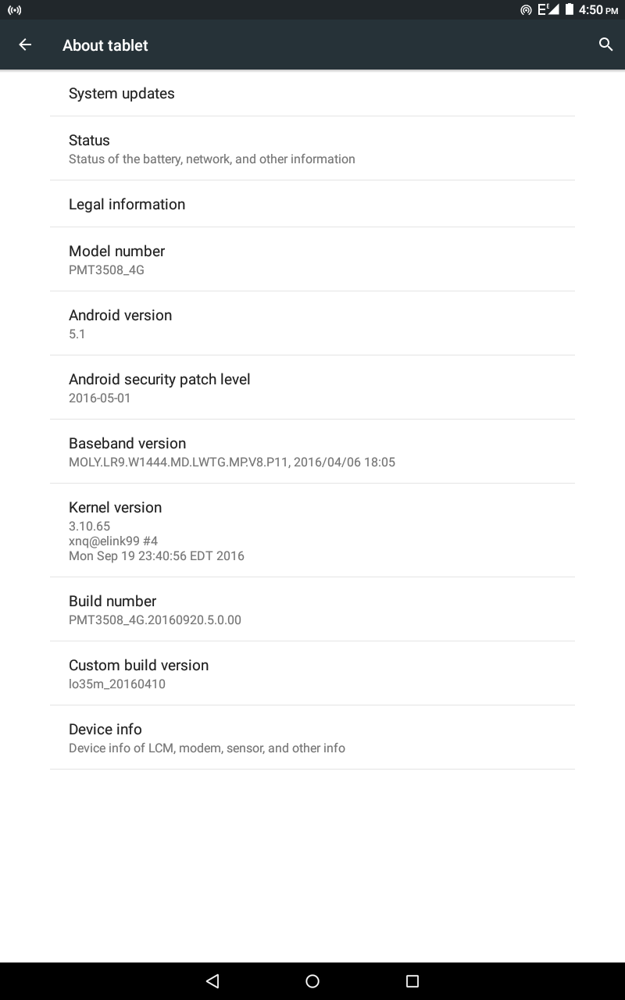 E E 4:50 PM
About tablet
System updates
Status
Status of the battery, network, and other information
Legal information
Model number
PMT3508_4G
Android version
5.1
Android security patch level
2016-05-01
Baseband version
MOLY.LR9.W1444.MD.LWTG.MP.V8.P11, 2016/04/06 18:05
Kernel version
3.10.65
xnq@elink99 #4
Mon Sep 19 23:40:56 EDT 2016
Build number
PMT3508_4G.20160920.5.0.00
Custom build version
lo35m_20160410
Device info
Device info of LCM, modem, sensor, and other info